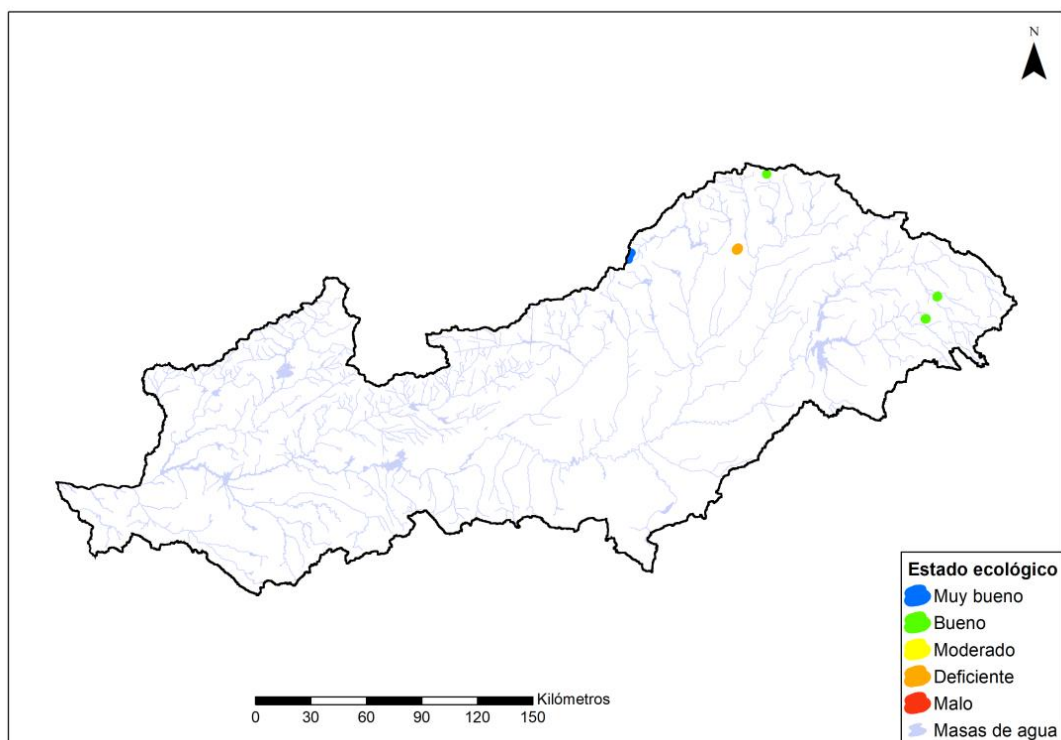 N
Estado ecológico
Muy bueno
Bueno
Moderado
Deficiente
Malo
Masas de agua
Kilómetros
0 30 60 90 120 150